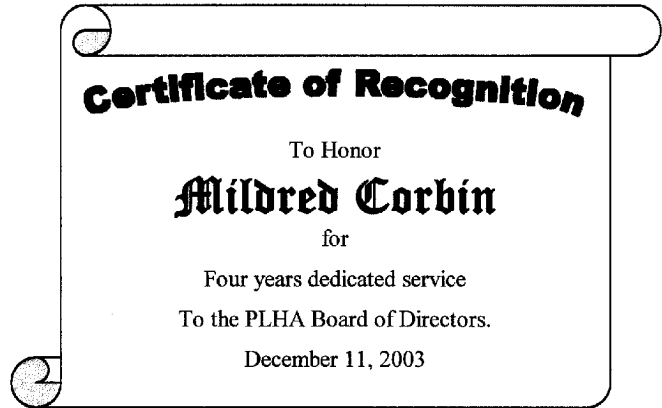 Certificate of Recognition
To Honor
Mildred Corbin
for
Four years dedicated service
To the PLHA Board of Directors.
December 11, 2003